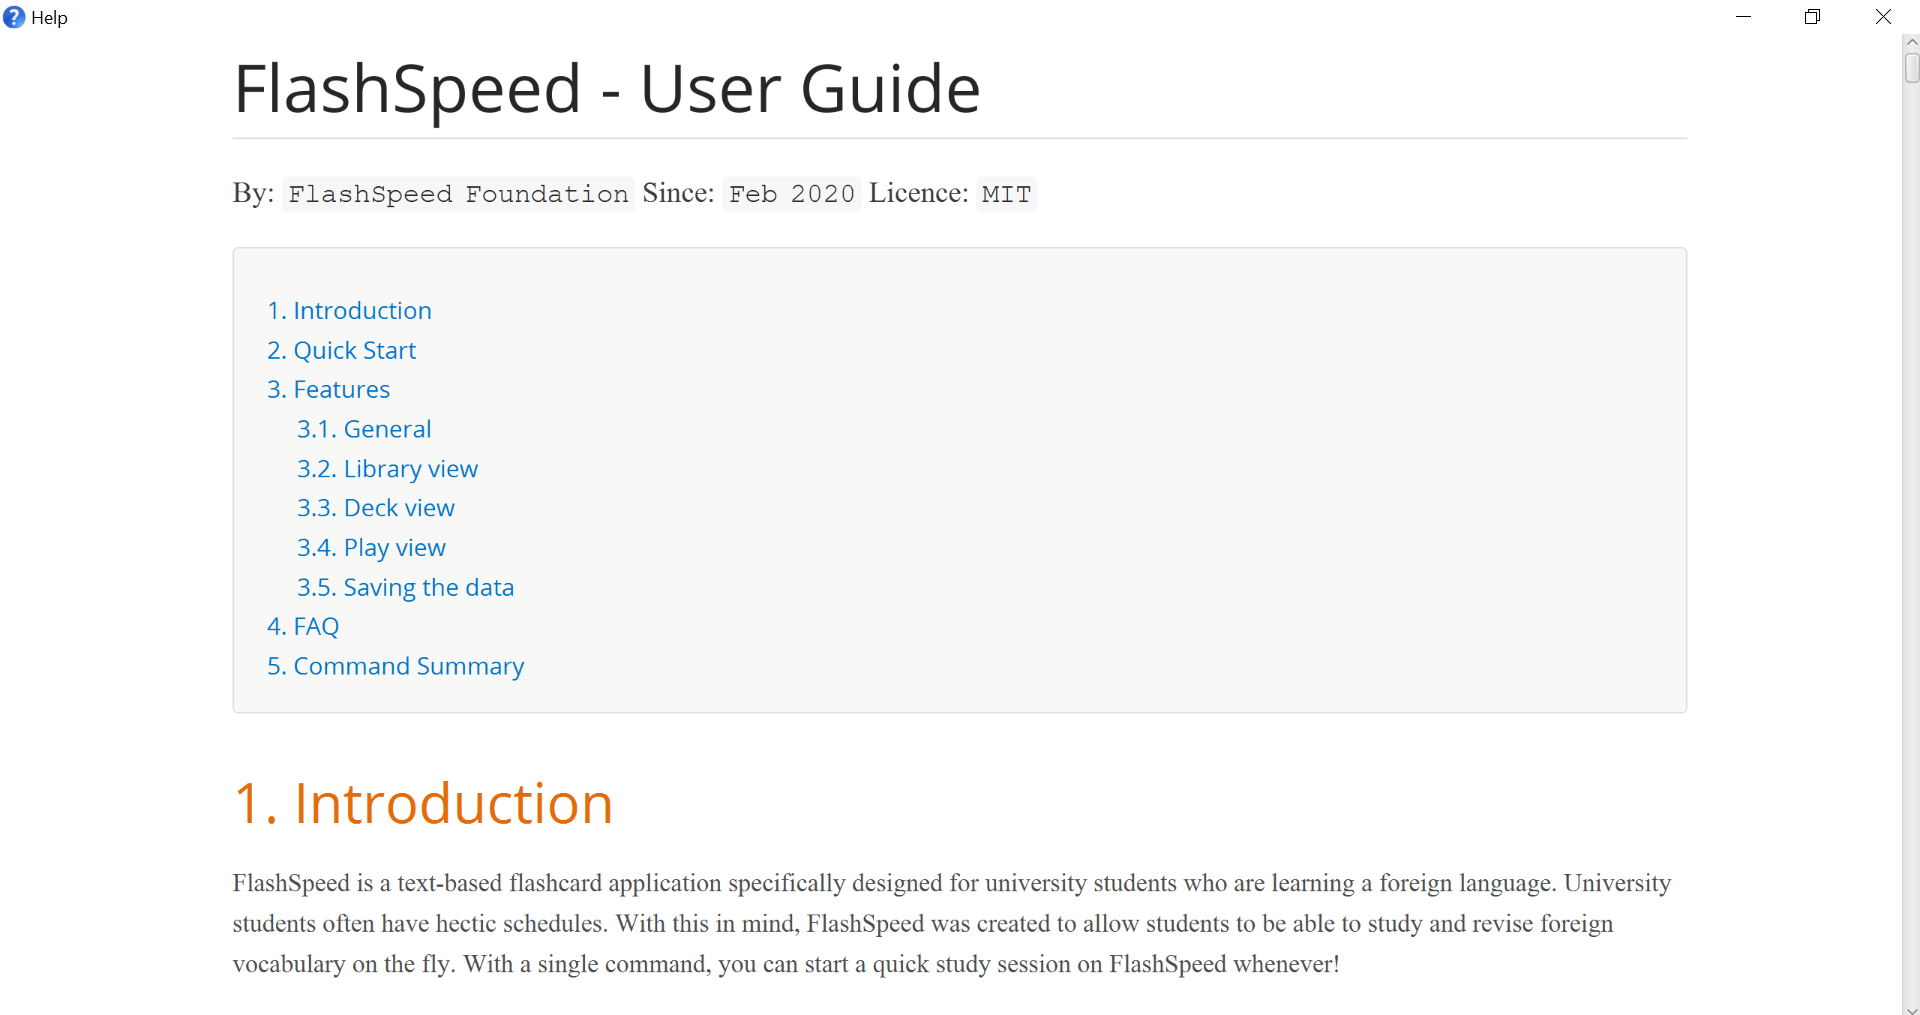 Help
FlashSpeed - User Guide
By: FlashSpeed Foundation Since: Feb 2020 Licence: MIT
1. Introduction
2. Quick Start
3. Features
3.1. General
3.2. Library view
3.3. Deck view
3.4. Play view
3.5. Saving the data
4. FAQ
5. Command Summary
1. Introduction
FlashSpeed is a text-based flashcard application specifically designed for university students who are learning a foreign language. University
students often have hectic schedules. With this in mind, FlashSpeed was created to allow students to be able to study and revise foreign
vocabulary on the fly. With a single command, you can start a quick study session on FlashSpeed whenever!